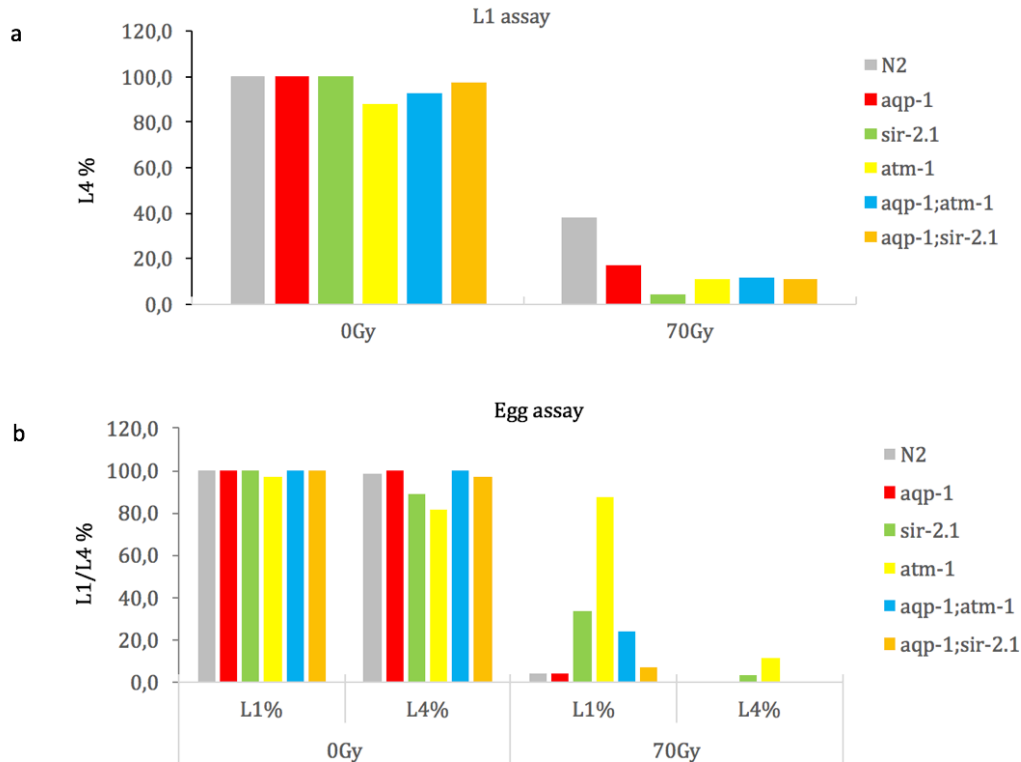 a
L1 assay
120,0
100,0
80,0
60,0
40,0
20,0
0,0
L4 %
0Gy
70Gy
N2
aqp-1
sir-2.1
atm-1
aqp-1;atm-1
aqp-1;sir-2.1
b
Egg assay
120,0
100,0
80,0
60,0
40,0
20,0
0,0
L1/L4 %
L1%
L4%
L1%
L4%
0Gy
70Gy
N2
aqp-1
sir-2.1
atm-1
aqp-1;atm-1
aqp-1;sir-2.1